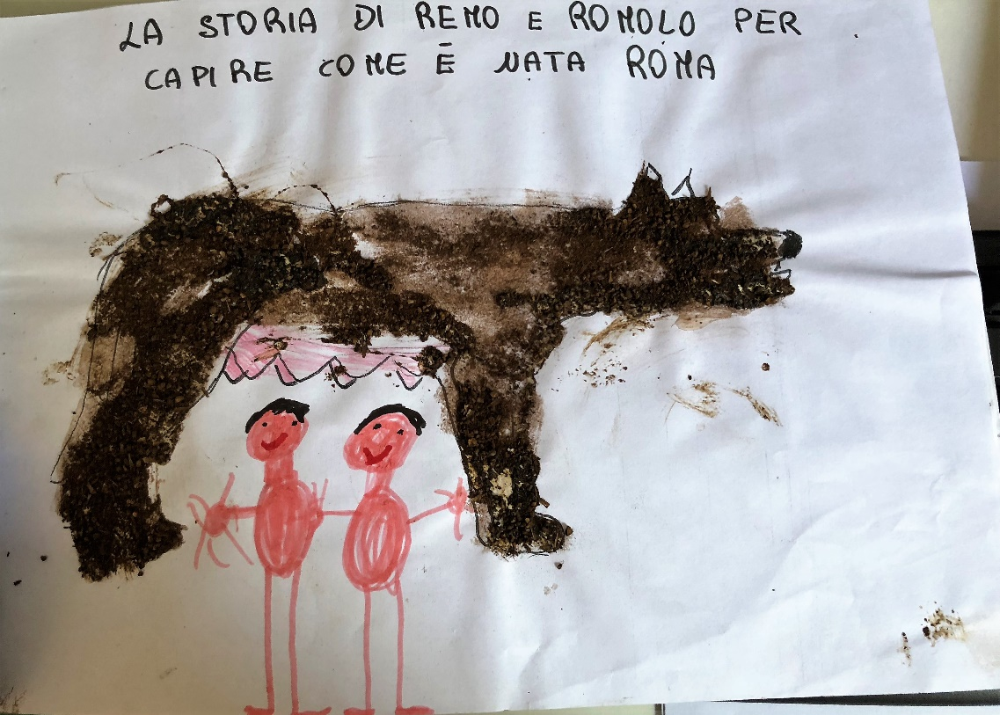 LA STORIA DI REMO E ROMOLO PER
CAPIRE COME È NATA ROMA